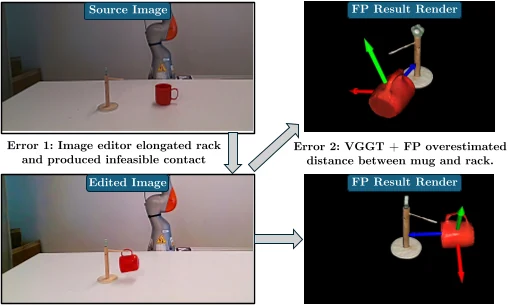 Source Image
FP Result Render
Error 1: Image editor elongated rack
and produced infeasible contact
Error 2: VGGT + FP overestimated
distance between mug and rack.
Edited Image
FP Result Render